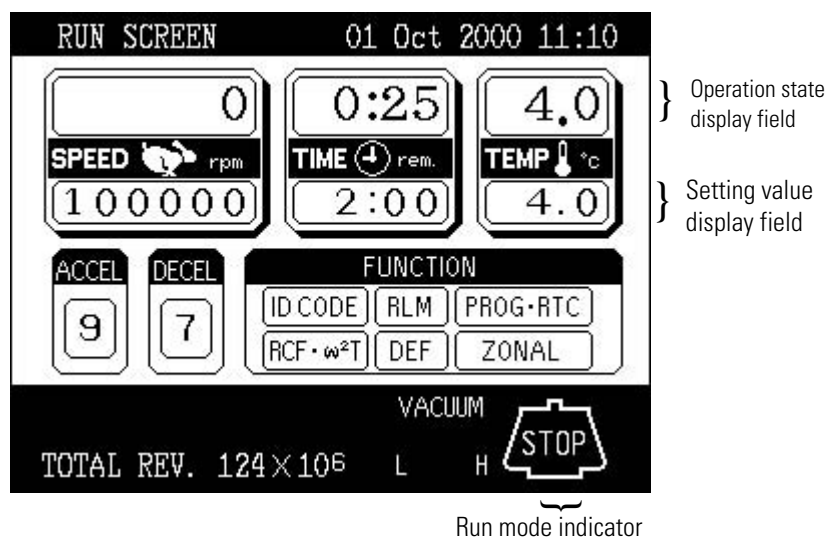 RUN SCREEN 01 Oct 2000 11:10
0 0:25 4.0
Operation state
display field
SPEED rpm TIME rem. TEMP °c
100000 2:00 4.0
Setting value
display field
ACCEL DECEL FUNCTION
9 7
ID CODE RLM PROG·RTC
RCF·ω²T DEF ZONAL
VACUUM
STOP
TOTAL REV. 124×10⁶ L H
Run mode indicator